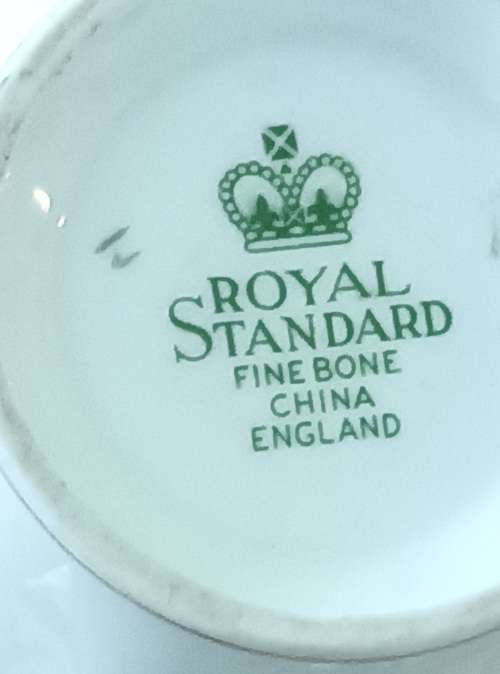 ROYAL
STANDARD
FINE BONE
CHINA
ENGLAND